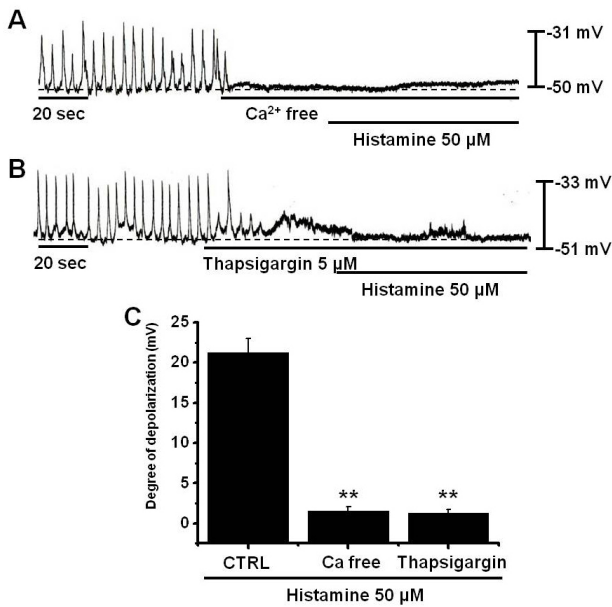 A
-31 mV
-50 mV
20 sec
Ca²⁺ free
Histamine 50 µM
B
-33 mV
-51 mV
20 sec
Thapsigargin 5 µM
Histamine 50 µM
C
Degree of depolarization (mV)
25
20
15
10
5
0
** **
CTRL Ca free Thapsigargin
Histamine 50 µM